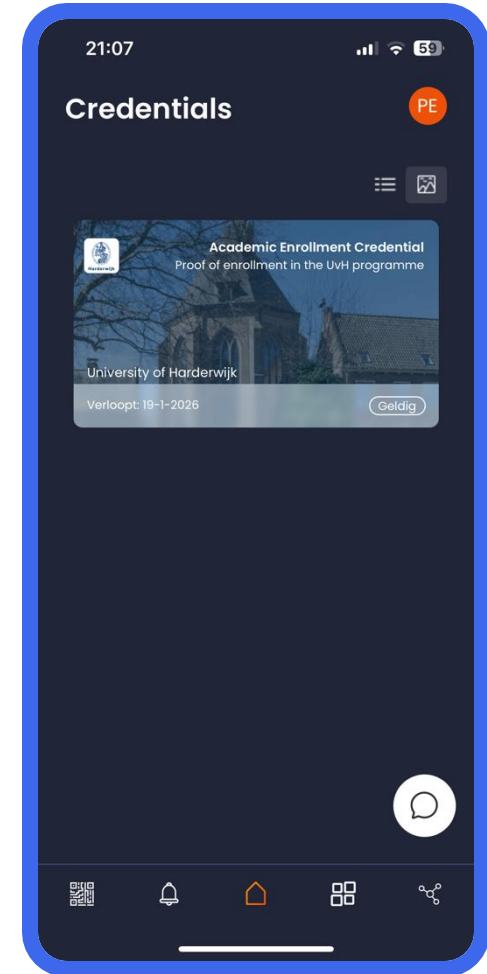 21:07
59
Credentials
PE
Harderwijk
Academic Enrollment Credential
Proof of enrollment in the UvH programme
University of Harderwijk
Verloopt: 19-1-2026
Geldig